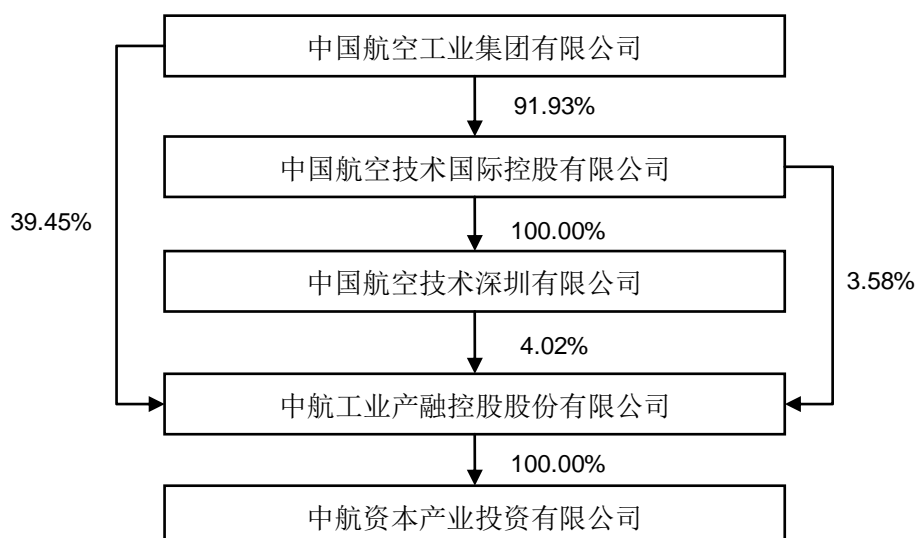 中国航空工业集团有限公司
91.93%
中国航空技术国际控股有限公司
39.45%
100.00%
中国航空技术深圳有限公司
3.58%
4.02%
中航工业产融控股股份有限公司
100.00%
中航资本产业投资有限公司